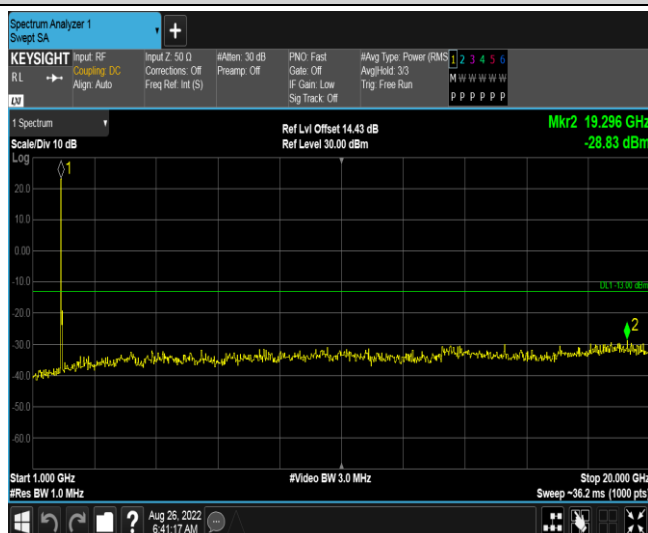 Spectrum Analyzer 1
Swept SA
KEYSIGHT
RL
LXI
Input: RF
Coupling: DC
Align: Auto
Input Z: 50 Ω
Corrections: Off
Freq Ref: Int (S)
#Atten: 30 dB
Preamp: Off
PNO: Fast
Gate: Off
IF Gain: Low
Sig Track: Off
#Avg Type: Power (RMS
Avg|Hold: 3/3
Trig: Free Run
1 2 3 4 5 6
M W W W W W
P P P P P P
1 Spectrum
Scale/Div 10 dB
Ref Lvl Offset 14.43 dB
Ref Level 30.00 dBm
Mkr2 19.296 GHz
-28.83 dBm
Log
1
20.0
10.0
0.00
-10.0
DL1 -13.00 dBm
-20.0
2
-30.0
-40.0
-50.0
-60.0
Start 1.000 GHz
#Video BW 3.0 MHz
Stop 20.000 GHz
#Res BW 1.0 MHz
Sweep ~36.2 ms (1000 pts)
?
Aug 26, 2022
6:41:17 AM